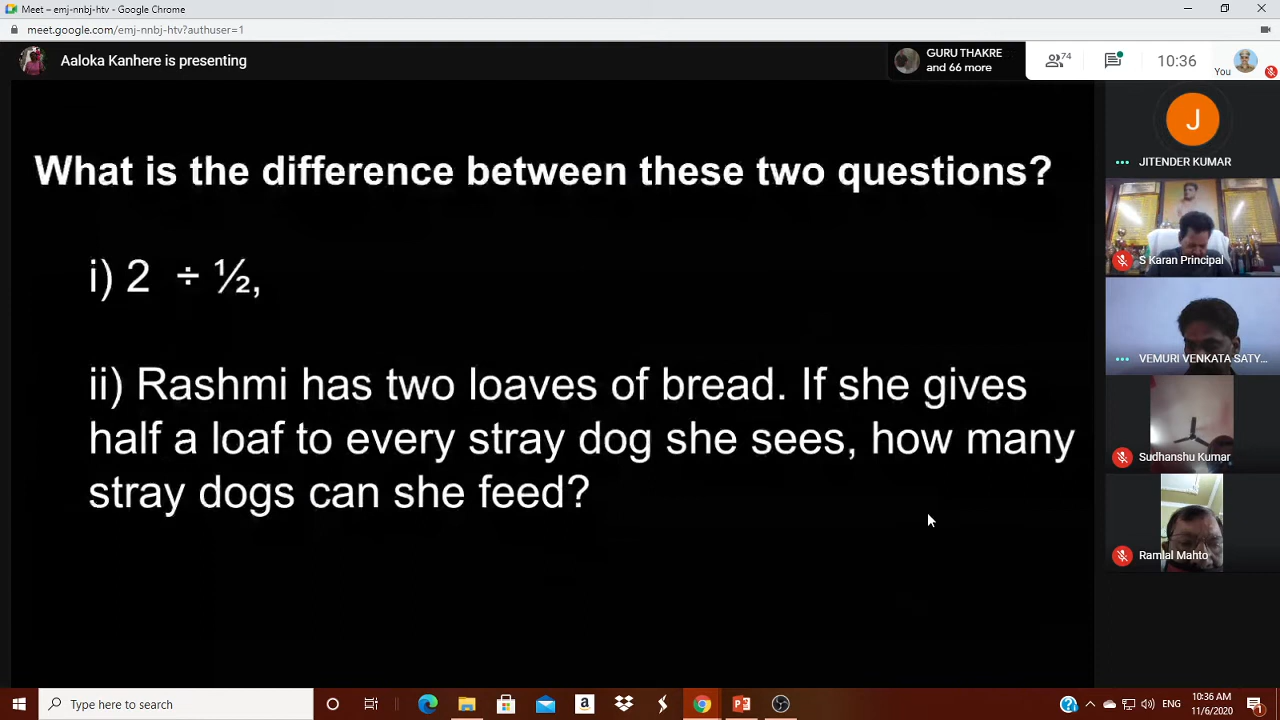 Meet – emj-nnbj-htv - Google Chrome
meet.google.com/emj-nnbj-htv?authuser=1
Aaloka Kanhere is presenting
GURU THAKRE
and 66 more
74
10:36
You
J
JITENDER KUMAR
What is the difference between these two questions?
i) 2 ÷ ½,
S Karan Principal
VEMURI VENKATA SATY...
ii) Rashmi has two loaves of bread. If she gives
half a loaf to every stray dog she sees, how many
stray dogs can she feed?
Sudhanshu Kumar
Ramlal Mahto
Type here to search
a
ENG
10:36 AM
11/6/2020
1